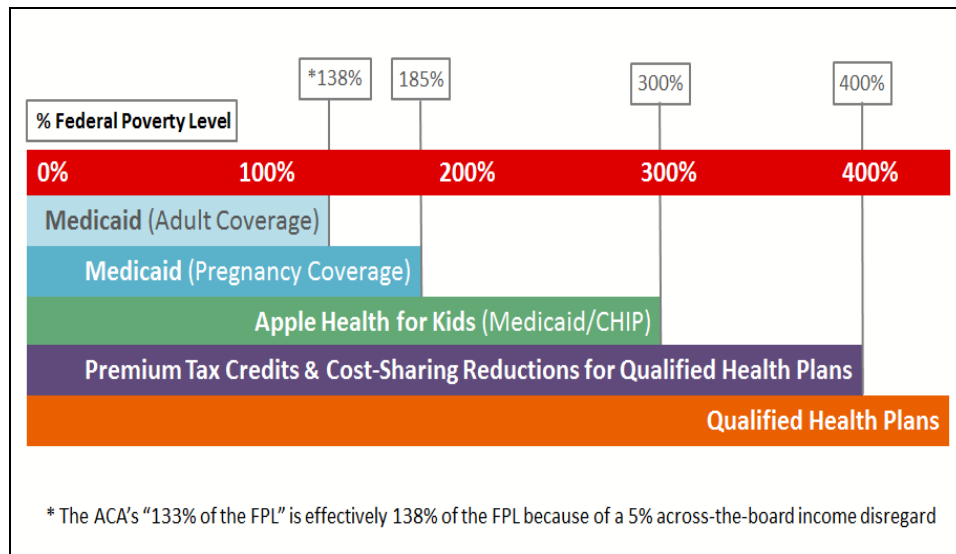 *138% 185% 300% 400%
% Federal Poverty Level
0% 100% 200% 300% 400%
Medicaid (Adult Coverage)
Medicaid (Pregnancy Coverage)
Apple Health for Kids (Medicaid/CHIP)
Premium Tax Credits & Cost-Sharing Reductions for Qualified Health Plans
Qualified Health Plans
* The ACA's “133% of the FPL” is effectively 138% of the FPL because of a 5% across-the-board income disregard